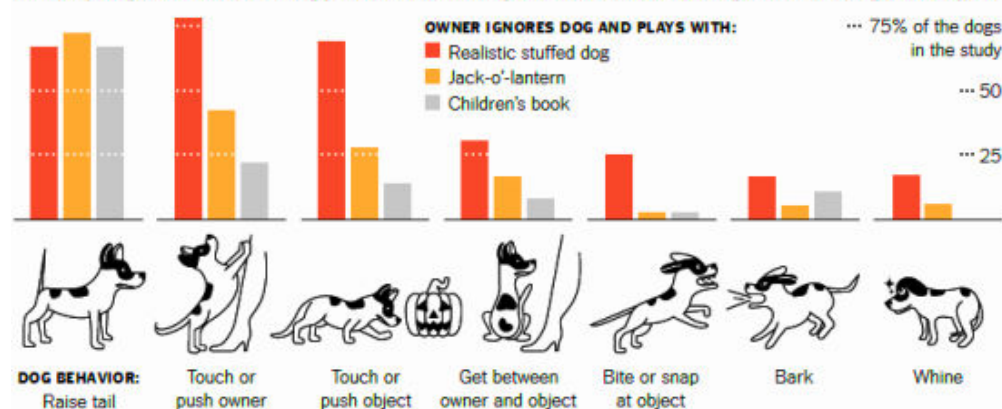 OWNER IGNORES DOG AND PLAYS WITH:
Realistic stuffed dog
Jack-o'-lantern
Children's book
75% of the dogs
in the study
50
25
DOG BEHAVIOR:
Raise tail
Touch or
push owner
Touch or
push object
Get between
owner and object
Bite or snap
at object
Bark
Whine